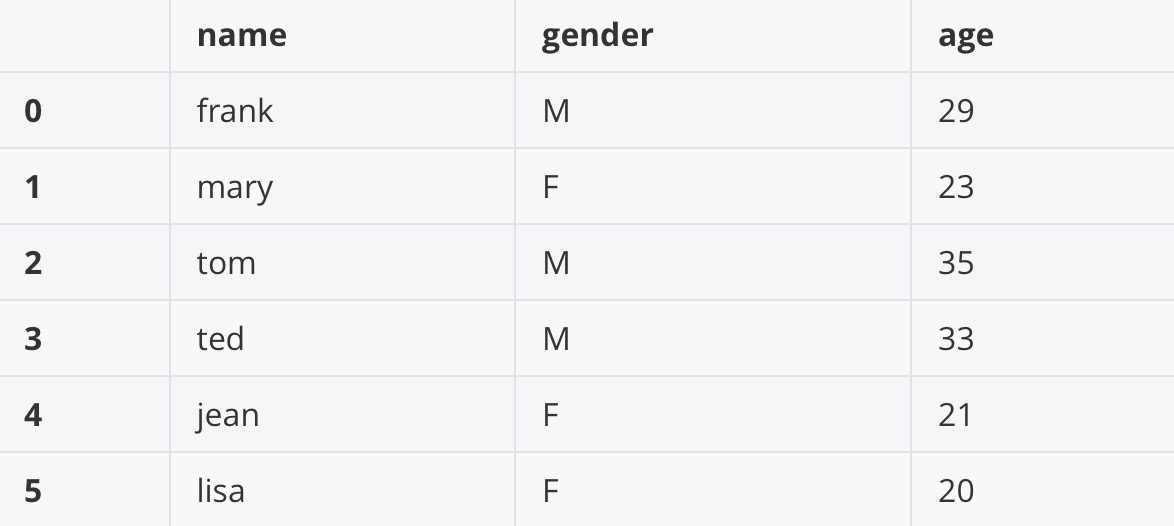 name gender age
0 frank M 29
1 mary F 23
2 tom M 35
3 ted M 33
4 jean F 21
5 lisa F 20